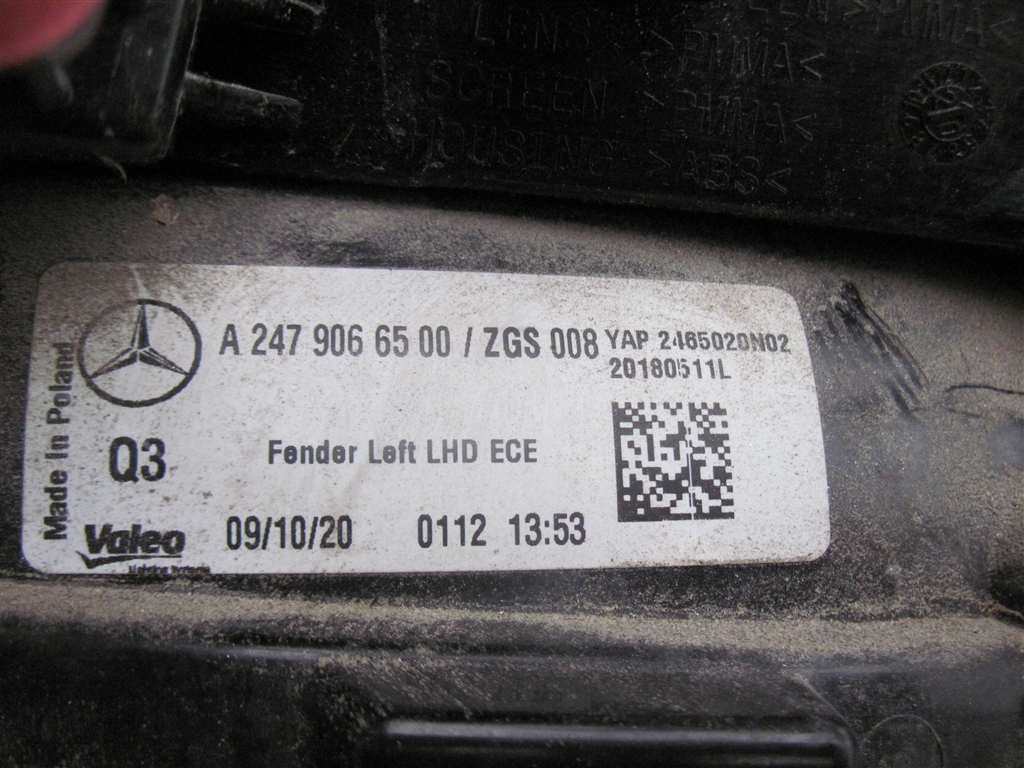 LENS >PMMA<
SCREEN >PMMA<
HOUSING >ABS<
Made in Poland
A 247 906 65 00 / ZGS 008
YAP 2465020N02
20180511L
Q3
Fender Left LHD ECE
Valeo
09/10/20 0112 13:53